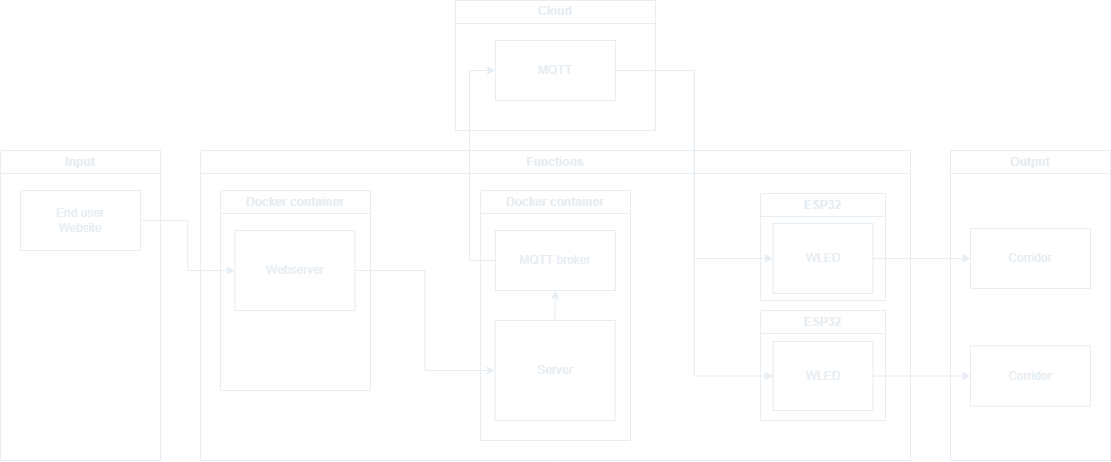 Cloud
MQTT
Input
End user
Website
Functions
Docker container
Webserver
Docker container
MQTT broker
Server
ESP32
WLED
ESP32
WLED
Output
Corridor
Corridor